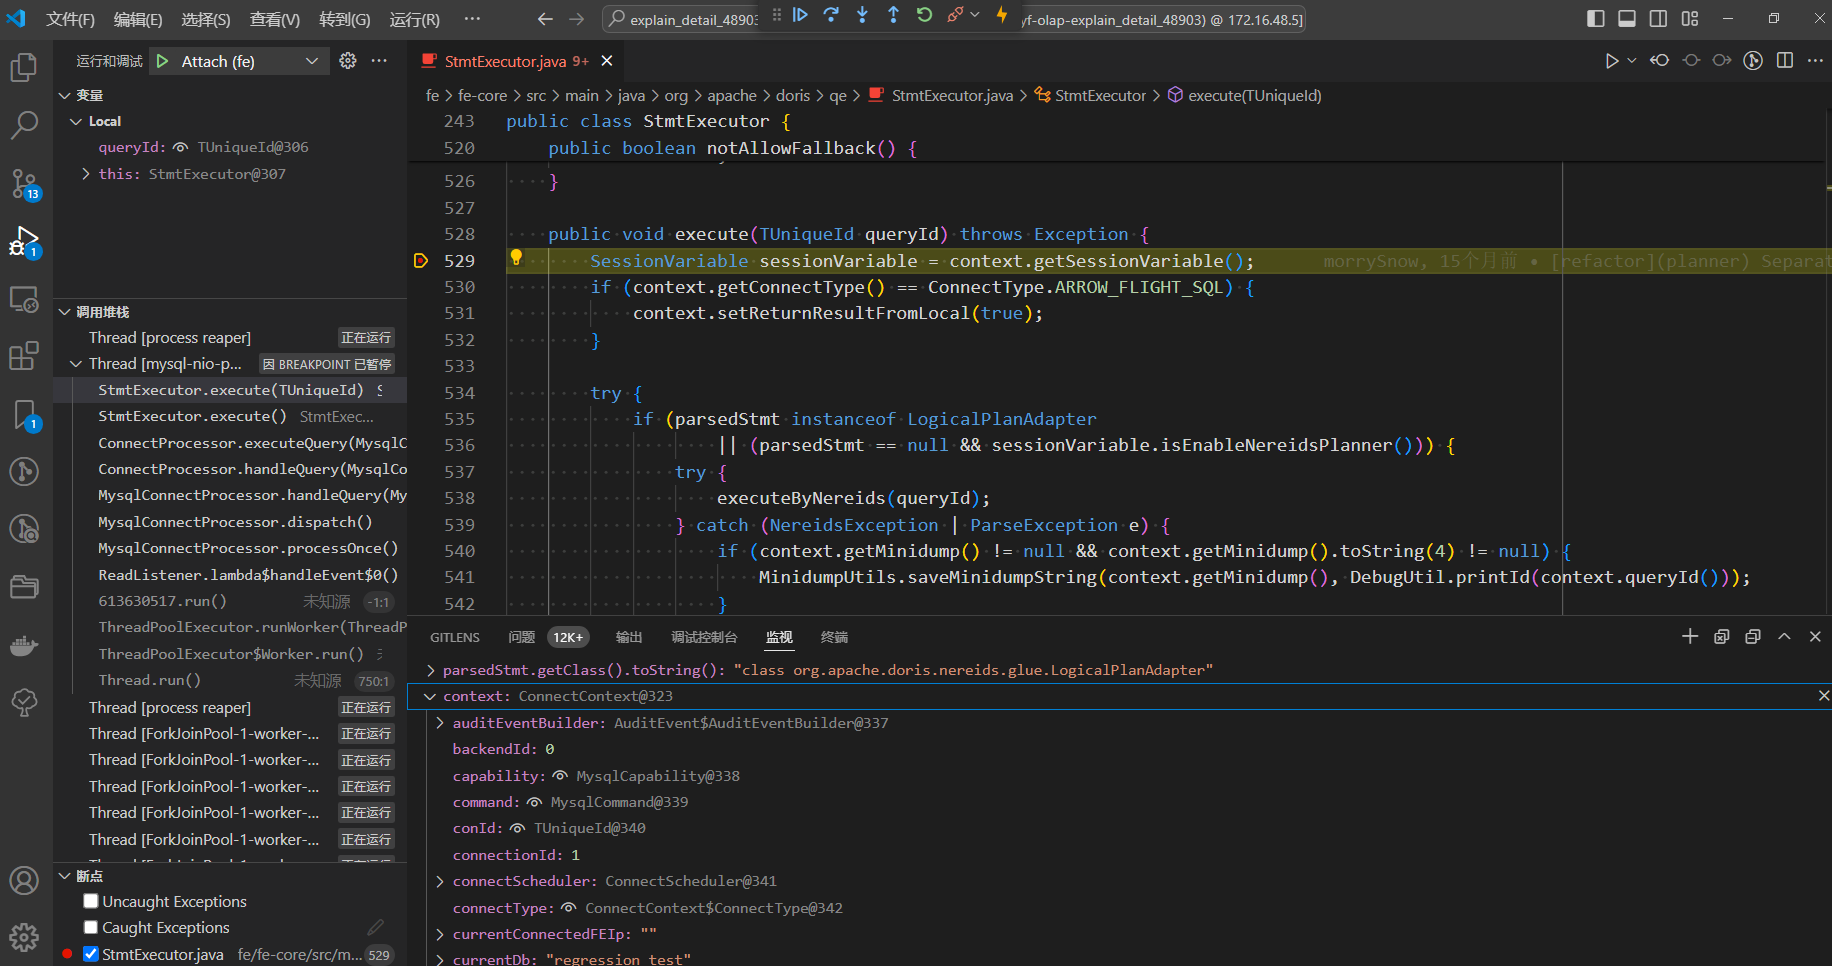 文件(F) 编辑(E) 选择(S) 查看(V) 转到(G) 运行(R) ··· explain_detail_48903 yf-olap-explain_detail_48903) @ 172.16.48.5]
运行和调试 Attach (fe) ···
StmtExecutor.java 9+
变量
Local
queryId: TUniqueId@306
this: StmtExecutor@307
调用堆栈
Thread [process reaper] 正在运行
Thread [mysql-nio-p... 因 BREAKPOINT 已暂停
StmtExecutor.execute(TUniqueId) S
StmtExecutor.execute() StmtExec...
ConnectProcessor.executeQuery(MysqlC
ConnectProcessor.handleQuery(MysqlCo
MysqlConnectProcessor.handleQuery(My
MysqlConnectProcessor.dispatch()
MysqlConnectProcessor.processOnce()
ReadListener.lambda$handleEvent$0()
613630517.run() 未知源 -1:1
ThreadPoolExecutor.runWorker(ThreadP
ThreadPoolExecutor$Worker.run()
Thread.run() 未知源 750:1
Thread [process reaper] 正在运行
Thread [ForkJoinPool-1-worker-... 正在运行
Thread [ForkJoinPool-1-worker-... 正在运行
Thread [ForkJoinPool-1-worker-... 正在运行
Thread [ForkJoinPool-1-worker-... 正在运行
Thread [ForkJoinPool-1-worker-... 正在运行
断点
Uncaught Exceptions
Caught Exceptions
StmtExecutor.java fe/fe-core/src/m... 529
13
1
1
fe > fe-core > src > main > java > org > apache > doris > qe > StmtExecutor.java > StmtExecutor > execute(TUniqueId)
243 public class StmtExecutor {
520 public boolean notAllowFallback() {
526 }
527
528 public void execute(TUniqueId queryId) throws Exception {
529 SessionVariable sessionVariable = context.getSessionVariable(); morrySnow, 15个月前 • [refactor](planner) Separat
530 if (context.getConnectType() == ConnectType.ARROW_FLIGHT_SQL) {
531 context.setReturnResultFromLocal(true);
532 }
533
534 try {
535 if (parsedStmt instanceof LogicalPlanAdapter
536 || (parsedStmt == null && sessionVariable.isEnableNereidsPlanner())) {
537 try {
538 executeByNereids(queryId);
539 } catch (NereidsException | ParseException e) {
540 if (context.getMinidump() != null && context.getMinidump().toString(4) != null) {
541 MinidumpUtils.saveMinidumpString(context.getMinidump(), DebugUtil.printId(context.queryId()));
542 }
GITLENS 问题 12K+ 输出 调试控制台 监视 终端
parsedStmt.getClass().toString(): "class org.apache.doris.nereids.glue.LogicalPlanAdapter"
context: ConnectContext@323
auditEventBuilder: AuditEvent$AuditEventBuilder@337
backendId: 0
capability: MysqlCapability@338
command: MysqlCommand@339
conId: TUniqueId@340
connectionId: 1
connectScheduler: ConnectScheduler@341
connectType: ConnectContext$ConnectType@342
currentConnectedFEIp: ""
currentDb: "regression_test"